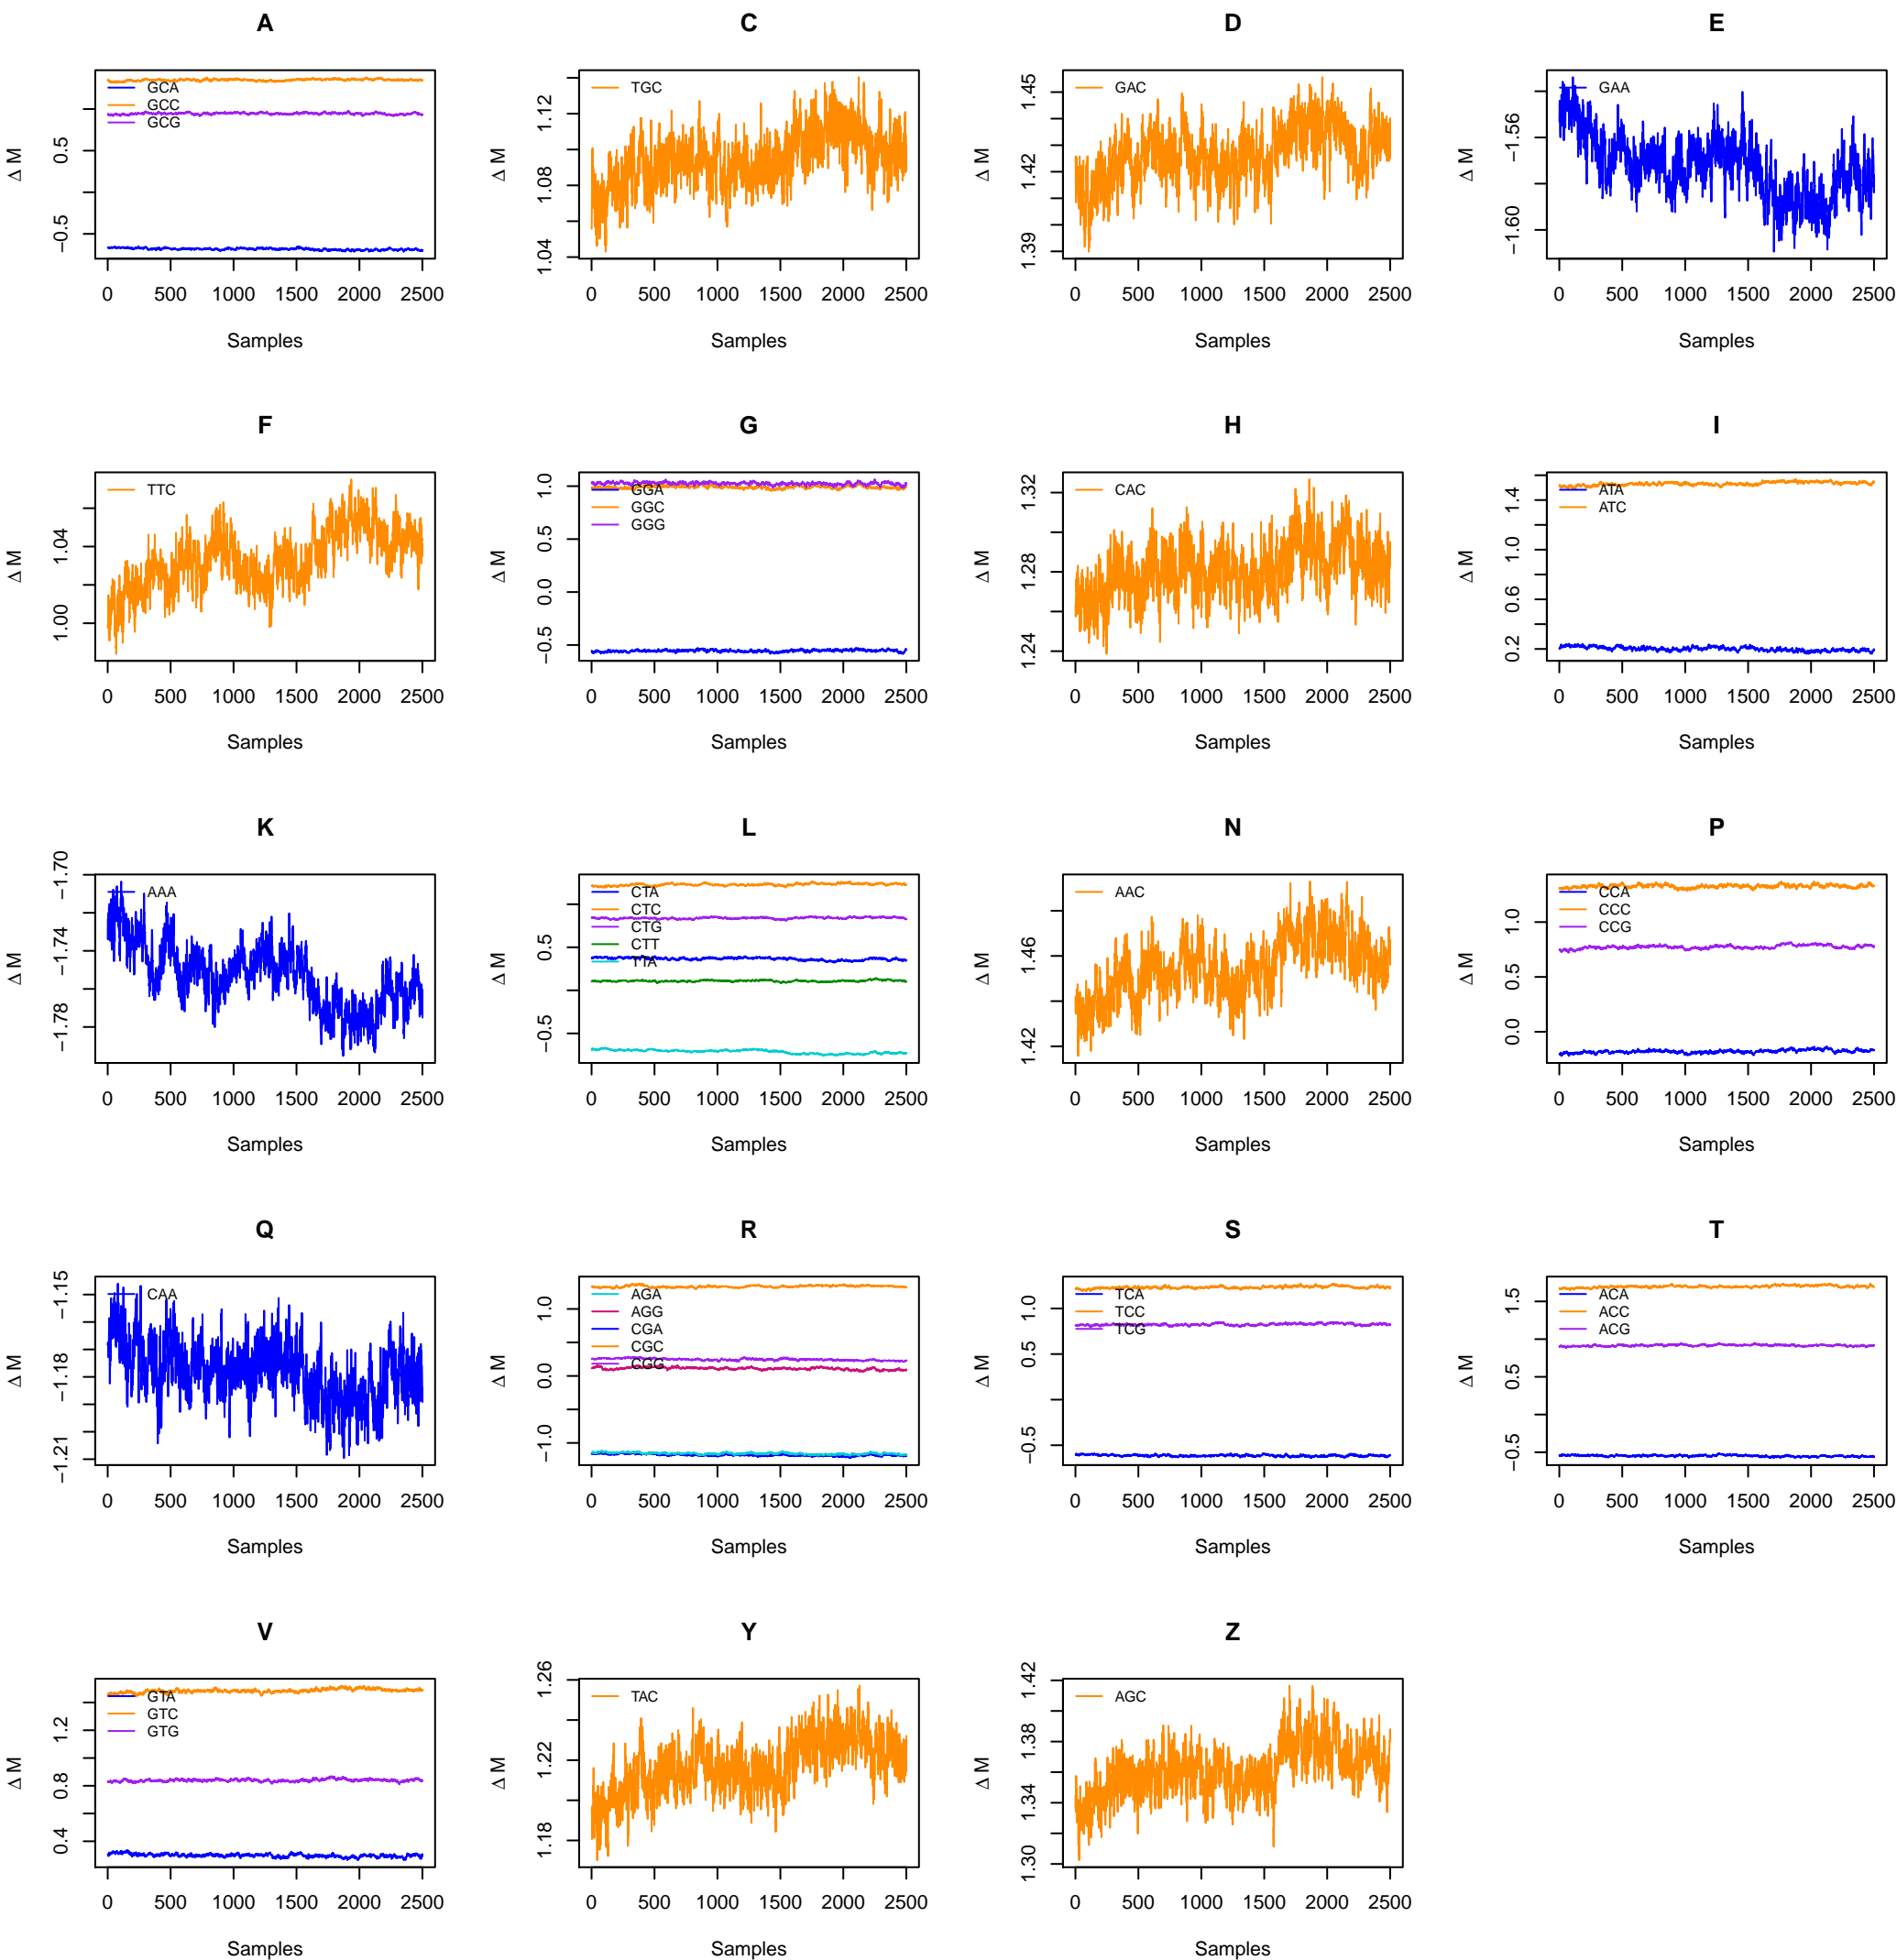 A
Δ M
0.5
−0.5
GCA
GCC
GCG
0 500 1000 1500 2000 2500
Samples
C
Δ M
1.12
1.08
1.04
TGC
0 500 1000 1500 2000 2500
Samples
D
Δ M
1.45
1.42
1.39
GAC
0 500 1000 1500 2000 2500
Samples
E
Δ M
−1.56
−1.60
GAA
0 500 1000 1500 2000 2500
Samples
F
Δ M
1.04
1.00
TTC
0 500 1000 1500 2000 2500
Samples
G
Δ M
1.0
0.5
0.0
−0.5
GGA
GGC
GGG
0 500 1000 1500 2000 2500
Samples
H
Δ M
1.32
1.28
1.24
CAC
0 500 1000 1500 2000 2500
Samples
I
Δ M
1.4
1.0
0.6
0.2
ATA
ATC
0 500 1000 1500 2000 2500
Samples
K
Δ M
−1.70
−1.74
−1.78
AAA
0 500 1000 1500 2000 2500
Samples
L
Δ M
0.5
−0.5
CTA
CTC
CTG
CTT
TTA
0 500 1000 1500 2000 2500
Samples
N
Δ M
1.46
1.42
AAC
0 500 1000 1500 2000 2500
Samples
P
Δ M
1.0
0.5
0.0
CCA
CCC
CCG
0 500 1000 1500 2000 2500
Samples
Q
Δ M
−1.15
−1.18
−1.21
CAA
0 500 1000 1500 2000 2500
Samples
R
Δ M
1.0
0.0
−1.0
AGA
AGG
CGA
CGC
CGG
0 500 1000 1500 2000 2500
Samples
S
Δ M
1.0
0.5
−0.5
TCA
TCC
TCG
0 500 1000 1500 2000 2500
Samples
T
Δ M
1.5
0.5
−0.5
ACA
ACC
ACG
0 500 1000 1500 2000 2500
Samples
V
Δ M
1.2
0.8
0.4
GTA
GTC
GTG
0 500 1000 1500 2000 2500
Samples
Y
Δ M
1.26
1.22
1.18
TAC
0 500 1000 1500 2000 2500
Samples
Z
Δ M
1.42
1.38
1.34
1.30
AGC
0 500 1000 1500 2000 2500
Samples